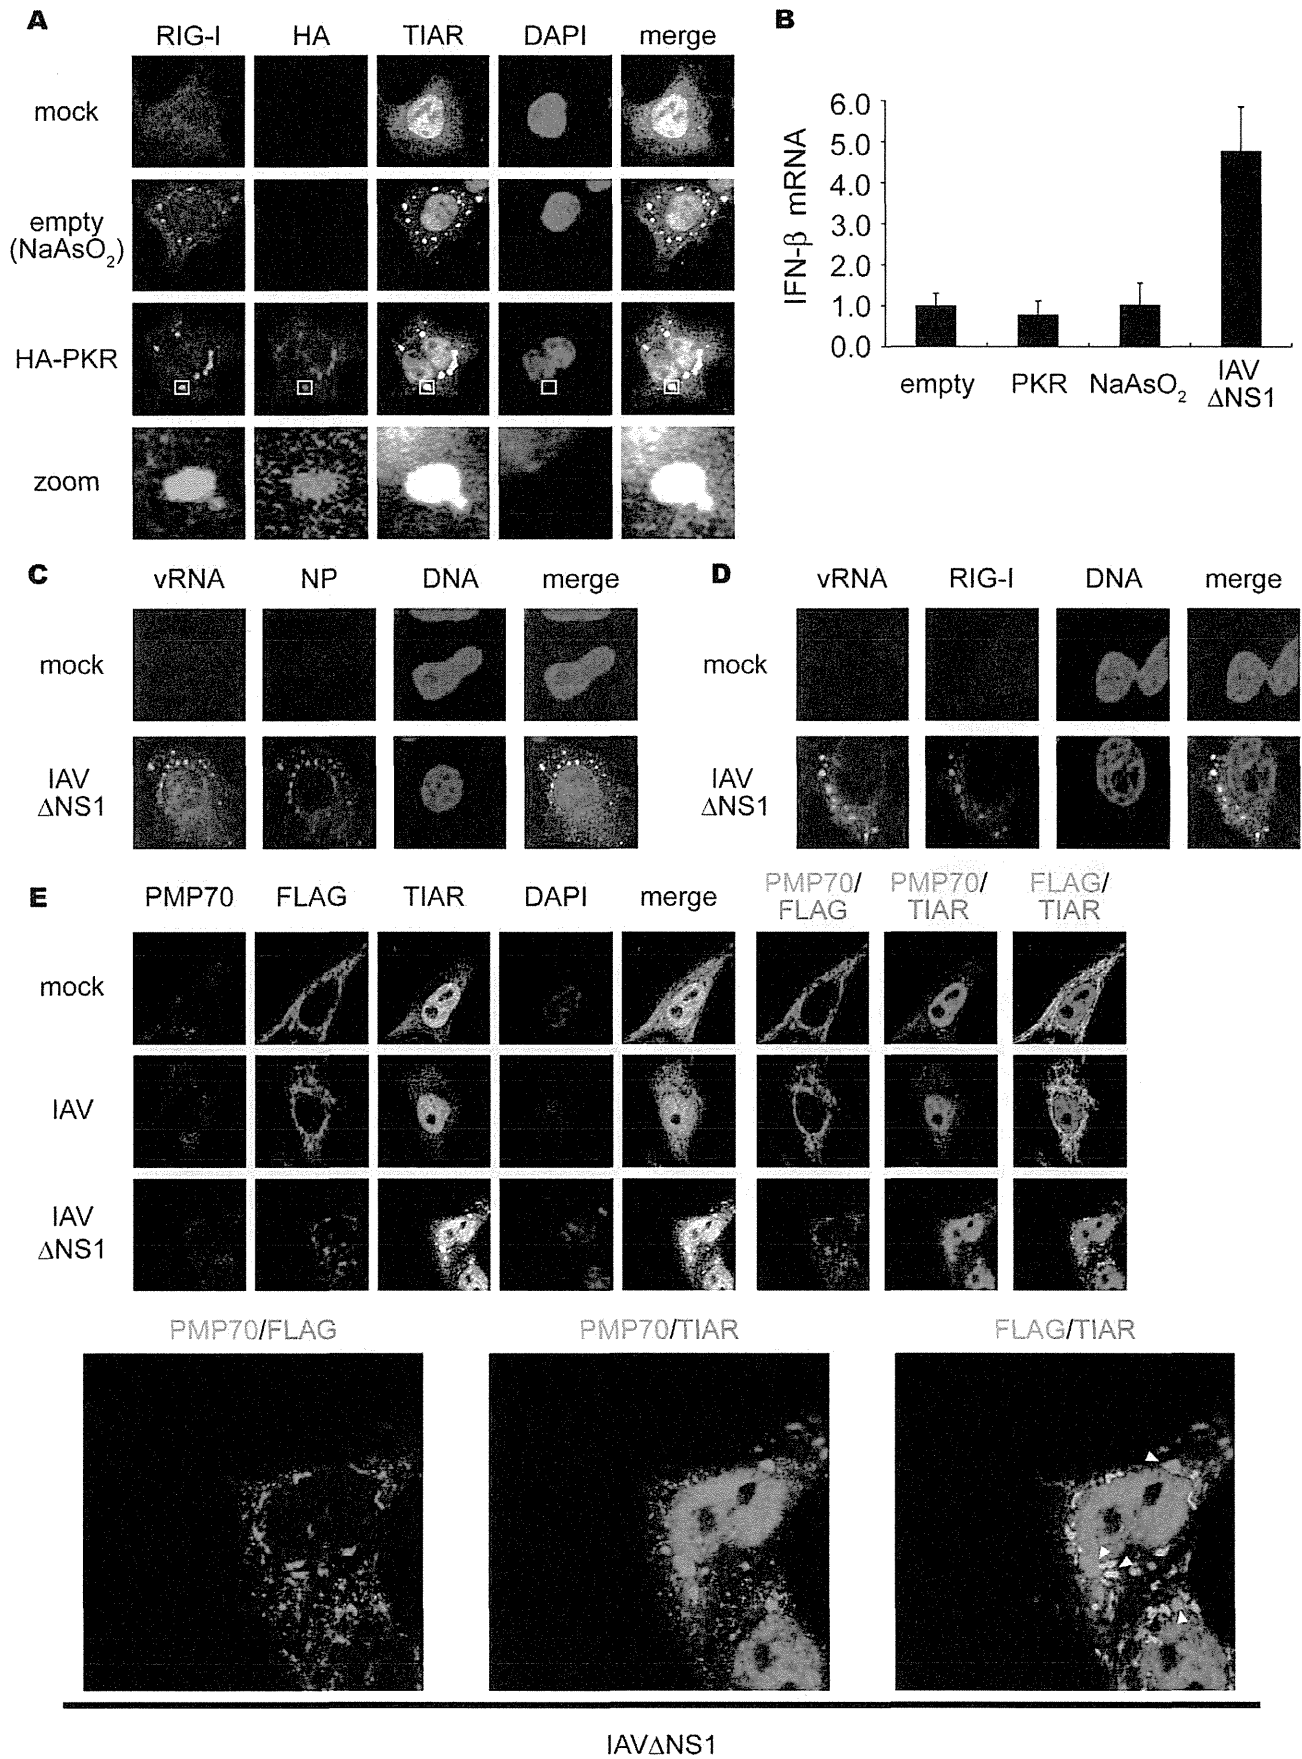 A
RIG-I HA TIAR DAPI merge
mock
empty
(NaAsO2)
HA-PKR
zoom
B
IFN-β mRNA
6.0
5.0
4.0
3.0
2.0
1.0
0.0
empty PKR NaAsO2 IAV
ΔNS1
C
vRNA NP DNA merge
mock
IAV
ΔNS1
D
vRNA RIG-I DNA merge
mock
IAV
ΔNS1
E
PMP70 FLAG TIAR DAPI merge
PMP70/
FLAG
PMP70/
TIAR
FLAG/
TIAR
mock
IAV
IAV
ΔNS1
PMP70/FLAG
PMP70/TIAR
FLAG/TIAR
IAVΔNS1